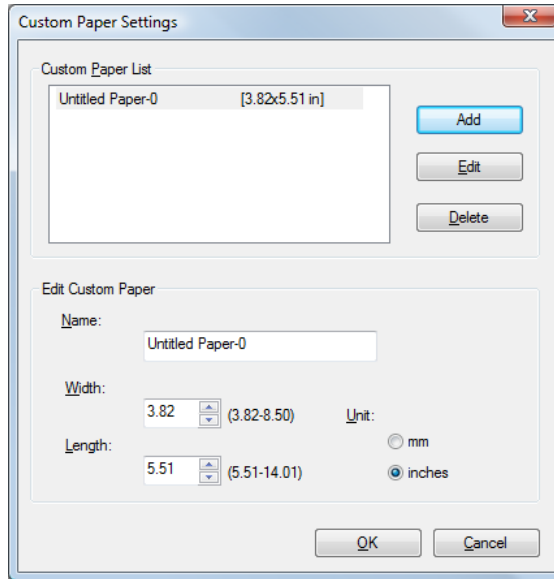 Custom Paper Settings
Custom Paper List
Untitled Paper-0 [3.82x5.51 in]
Add
Edit
Delete
Edit Custom Paper
Name:
Untitled Paper-0
Width:
3.82 (3.82-8.50) Unit:
Length:
mm
5.51 (5.51-14.01) inches
OK Cancel